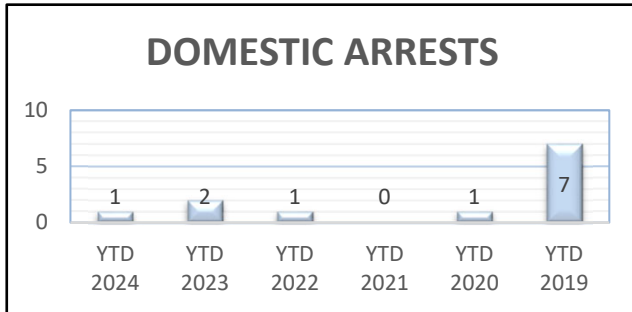 DOMESTIC ARRESTS
10
5
0
1
2
1
0
1
7
YTD 2024
YTD 2023
YTD 2022
YTD 2021
YTD 2020
YTD 2019